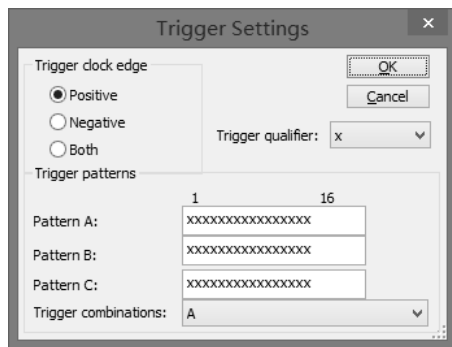 Trigger Settings
×
Trigger clock edge
Positive
Negative
Both
OK
Cancel
Trigger qualifier: x
Trigger patterns
1 16
Pattern A: xxxxxxxxxxxxxxxx
Pattern B: xxxxxxxxxxxxxxxx
Pattern C: xxxxxxxxxxxxxxxx
Trigger combinations: A